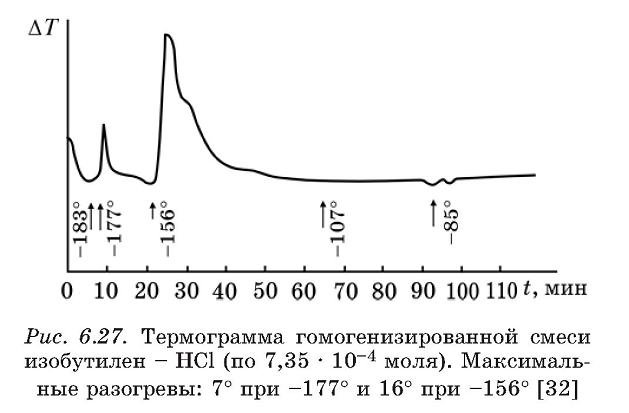 ΔT
−183°
−177°
−156°
−107°
−85°
0 10 20 30 40 50 60 70 80 90 100 110 t, мин
Рис. 6.27. Термограмма гомогенизированной смеси
изобутилен – HCl (по 7,35 · 10⁻⁴ моля). Максималь-
ные разогревы: 7° при −177° и 16° при −156° [32]